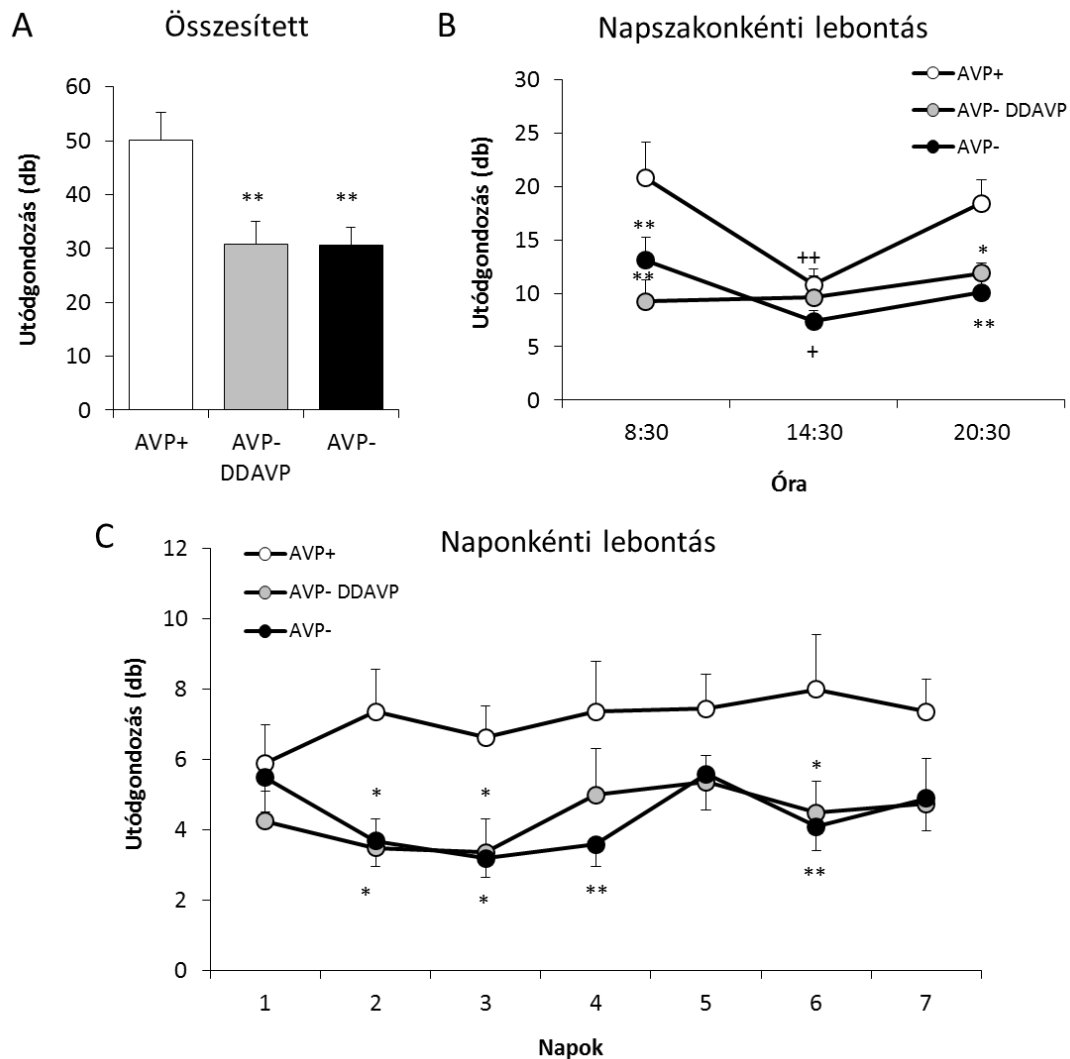 A
Összesített
Utódgondozás (db)
60
50
40
30
20
10
0
**
**
AVP+
AVP-
DDAVP
AVP-
B
Napszakonkénti lebontás
Utódgondozás (db)
30
25
20
15
10
5
0
AVP+
AVP- DDAVP
AVP-
**
**
++
+
*
**
8:30
14:30
20:30
Óra
C
Naponkénti lebontás
Utódgondozás (db)
12
10
8
6
4
2
0
AVP+
AVP- DDAVP
AVP-
*
*
*
*
*
**
**
1
2
3
4
5
6
7
Napok